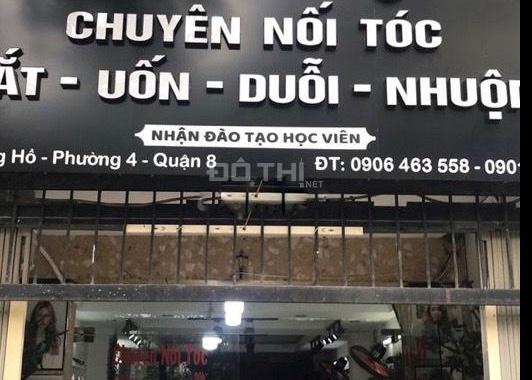 CHUYÊN NỐI TÓC
ẮT - UỐN - DUỖI - NHUỘ
NHẬN ĐÀO TẠO HỌC VIÊN
g Hồ - Phường 4 - Quận 8 ĐT: 0906 463 558 - 090
ĐÔ.THỊ
.NET
CHUYÊN NỐI TÓC